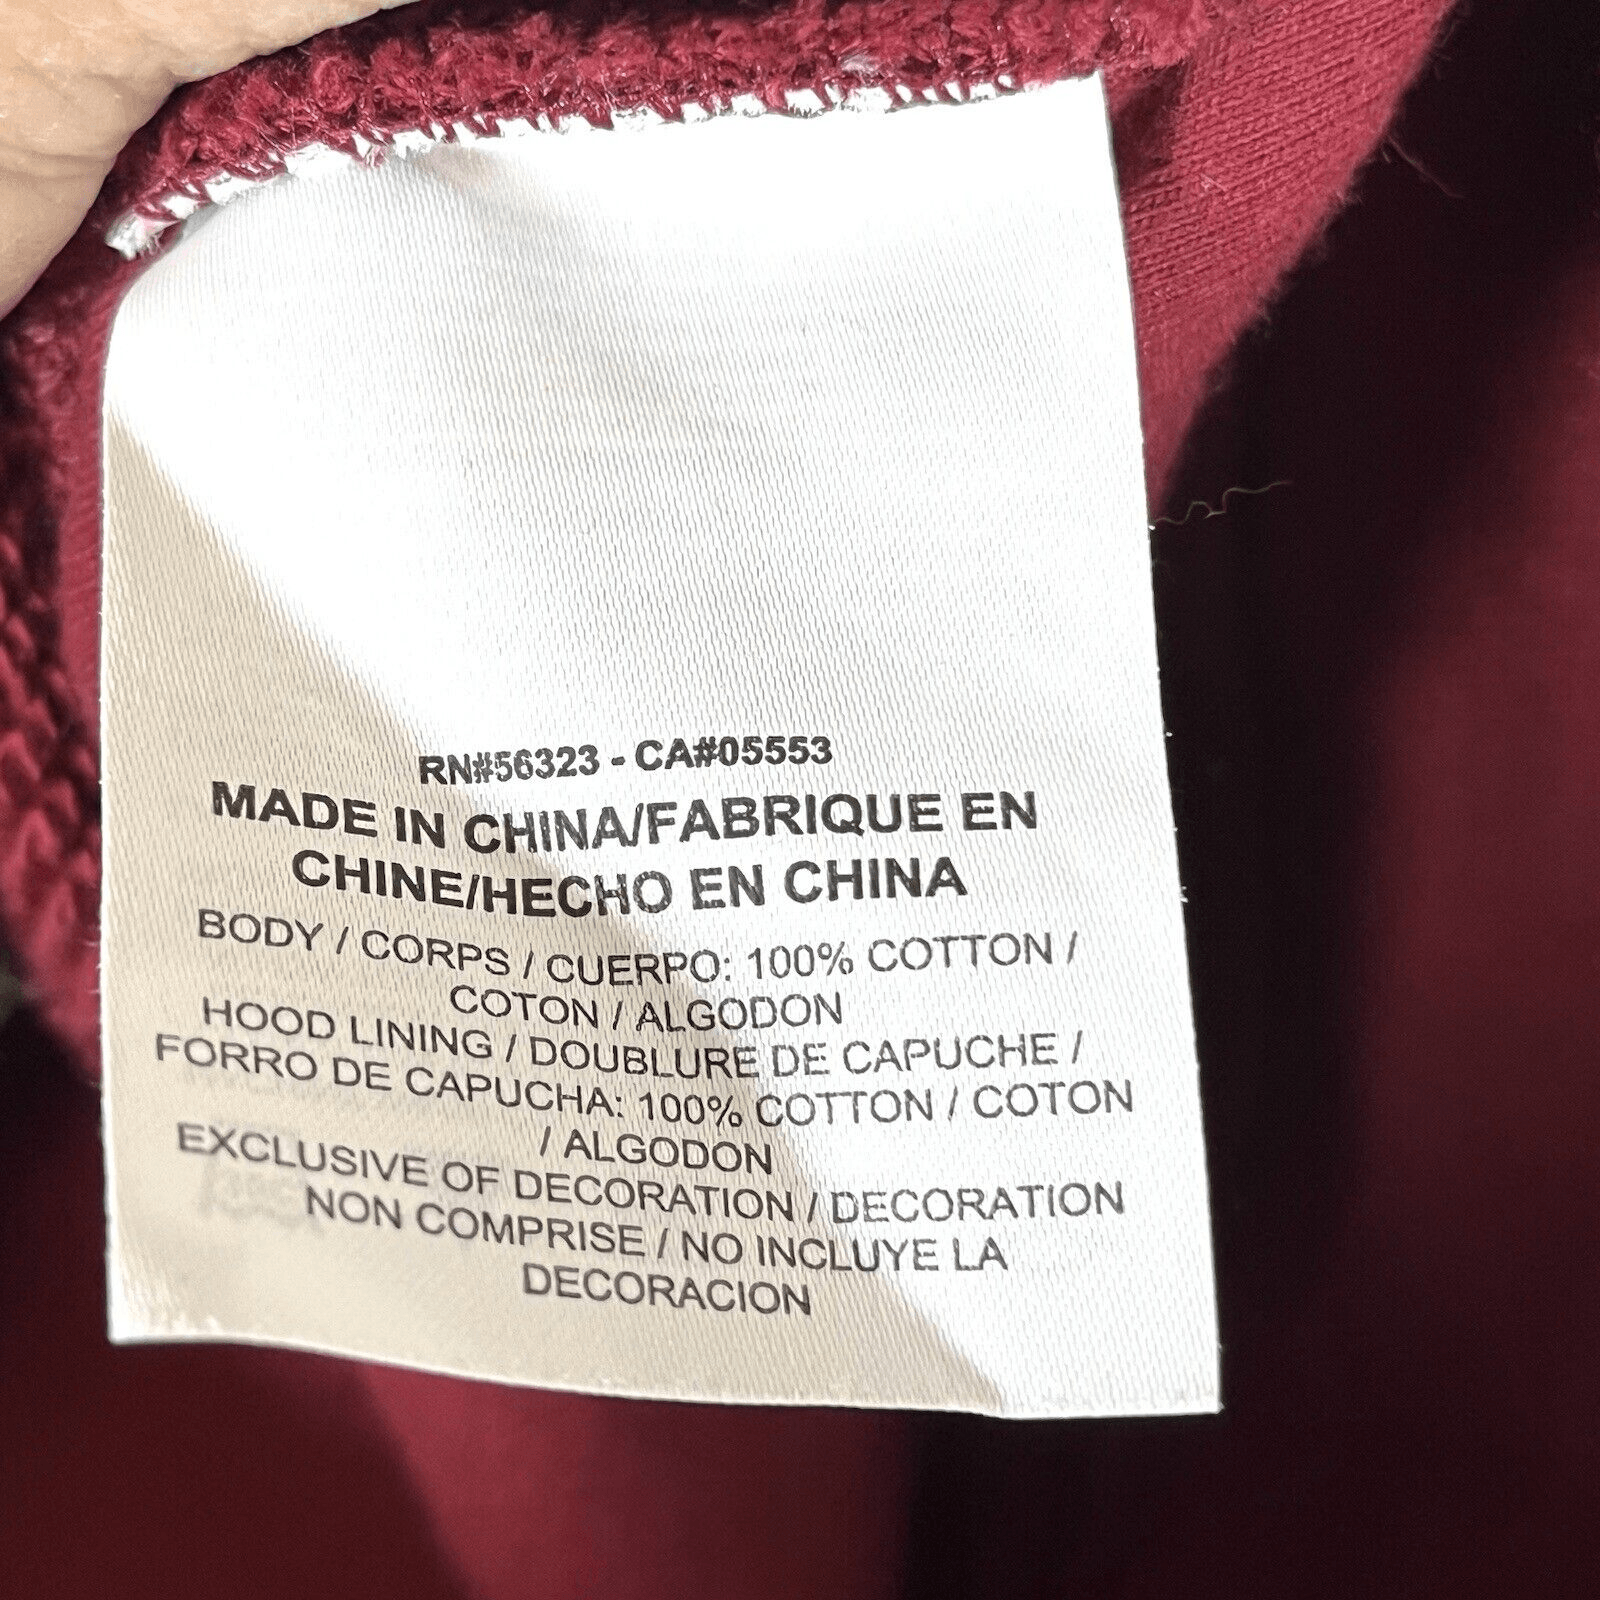 RN#56323 - CA#05553
MADE IN CHINA/FABRIQUE EN
CHINE/HECHO EN CHINA
BODY / CORPS / CUERPO: 100% COTTON /
COTON / ALGODON
HOOD LINING / DOUBLURE DE CAPUCHE /
FORRO DE CAPUCHA: 100% COTTON / COTON
/ ALGODON
EXCLUSIVE OF DECORATION / DECORATION
NON COMPRISE / NO INCLUYE LA
DECORACION